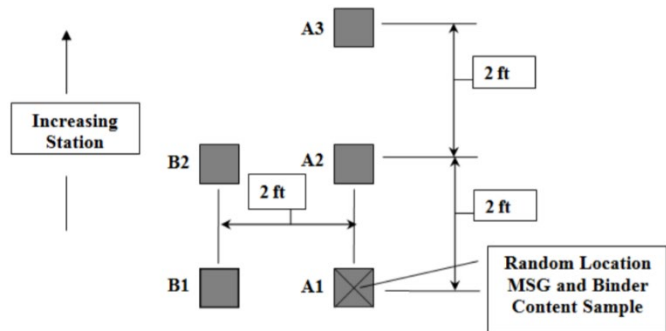 A3
2 ft
Increasing
Station
B2
A2
2 ft
2 ft
B1
A1
Random Location
MSG and Binder
Content Sample